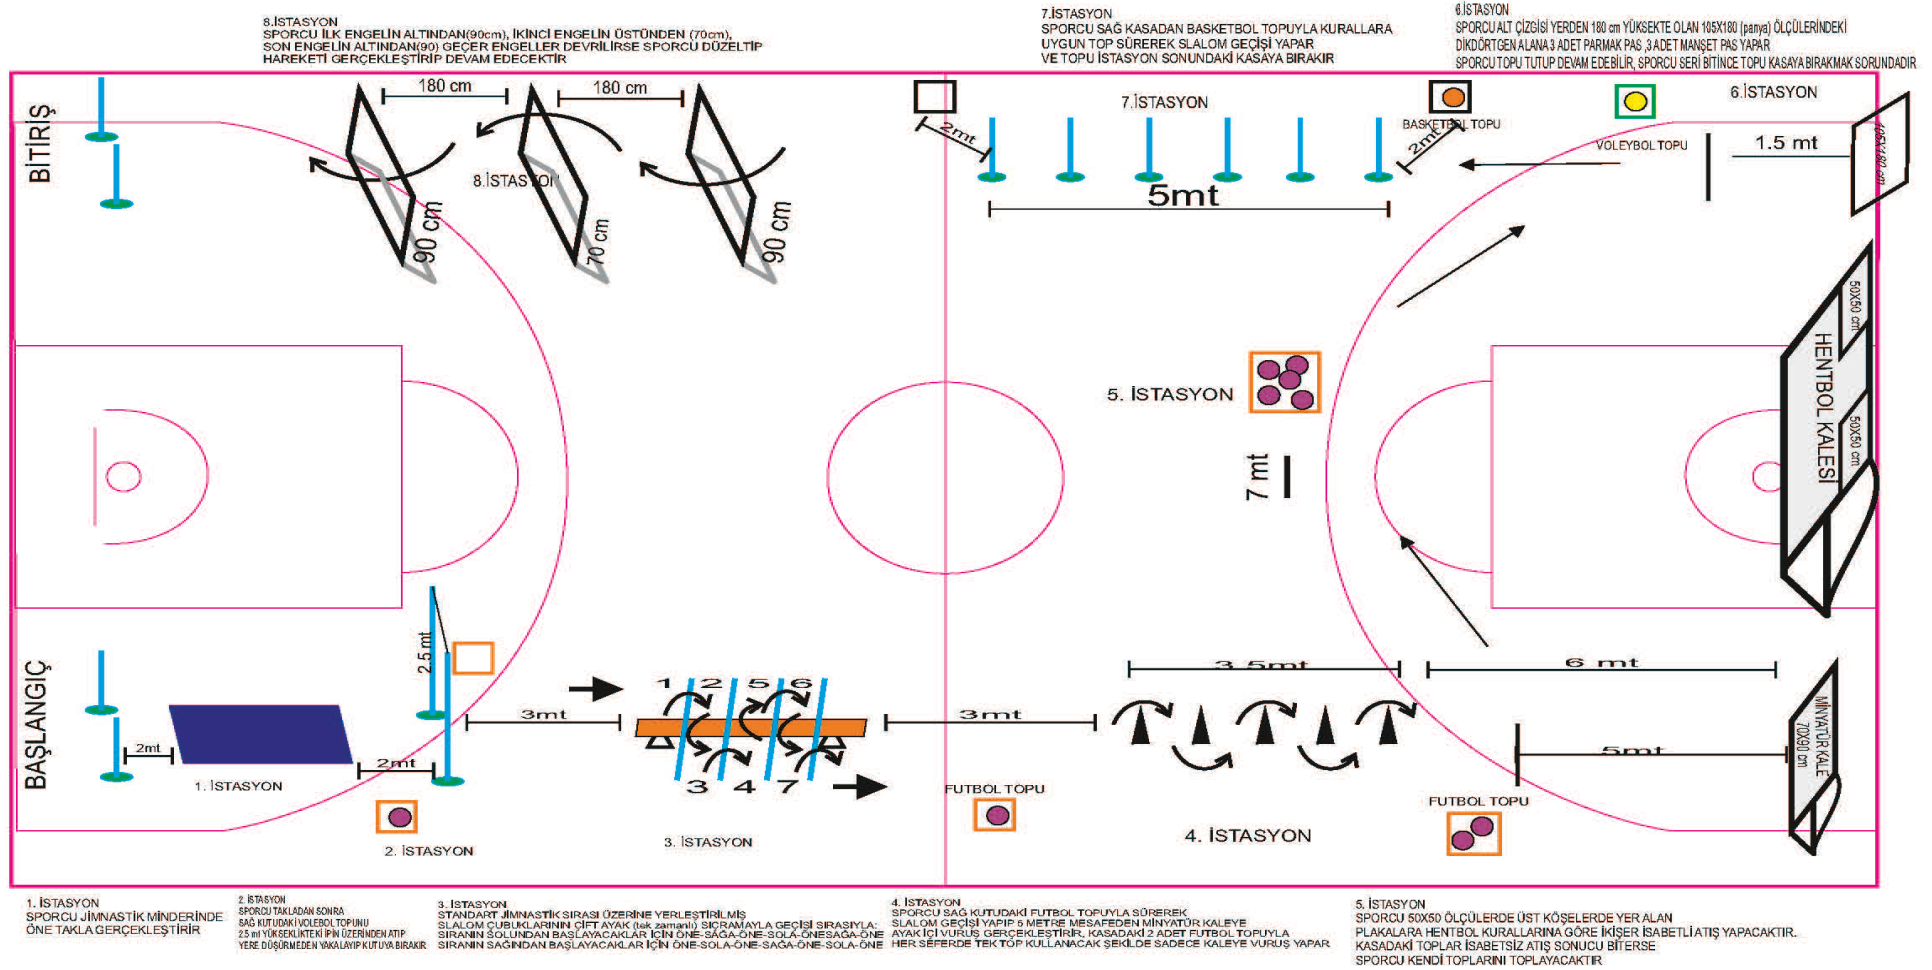 8.İSTASYON
SPORCU İLK ENGELİN ALTINDAN(90cm), İKİNCİ ENGELİN ÜSTÜNDEN (70cm),
SON ENGELİN ALTINDAN(90) GEÇER ENGELLER DEVRİLİRSE SPORCU DÜZELTİP
HAREKETİ GERÇEKLEŞTİRİP DEVAM EDECEKTİR
7.İSTASYON
SPORCU SAĞ KASADAN BASKETBOL TOPUYLA KURALLARA
UYGUN TOP SÜREREK SLALOM GEÇİŞİ YAPAR
VE TOPU İSTASYON SONUNDAKİ KASAYA BIRAKIR
6.İSTASYON
SPORCU ALT ÇİZGİSİ YERDEN 180 cm YÜKSEKTE OLAN 105X180 (panya) ÖLÇÜLERİNDEKİ
DİKDÖRTGEN ALANA 3 ADET PARMAK PAS ,3 ADET MANŞET PAS YAPAR
SPORCU TOPU TUTUP DEVAM EDEBİLİR, SPORCU SERİ BİTİNCE TOPU KASAYA BIRAKMAK SORUNDADIR
BİTİRİŞ
180 cm
180 cm
8.İSTASYON
90 cm
70 cm
90 cm
7.İSTASYON
2mt
5mt
2mt
BASKETBOL TOPU
6.İSTASYON
VOLEYBOL TOPU
1.5 mt
105X180 cm
50X50 cm
50X50 cm
HENTBOL KALESİ
5. İSTASYON
7 mt
BAŞLANGIÇ
2mt
1. İSTASYON
2mt
2.5 mt
2. İSTASYON
3mt
1 2 5 6
3 4 7
3. İSTASYON
3mt
FUTBOL TOPU
3.5mt
4. İSTASYON
6 mt
5mt
FUTBOL TOPU
MİNYATÜR KALE
70X90 cm
1. İSTASYON
SPORCU JİMNASTİK MİNDERİNDE
ÖNE TAKLA GERÇEKLEŞTİRİR
2. İSTASYON
SPORCU TAKLADAN SONRA
SAĞ KUTUDAKİ VOLEBOL TOPUNU
2.5 mt YÜKSEKLİKTEKİ İPİN ÜZERİNDEN ATIP
YERE DÜŞÜRMEDEN YAKALAYIP KUTUYA BIRAKIR
3. İSTASYON
STANDART JİMNASTİK SIRASI ÜZERİNE YERLEŞTİRİLMİŞ
SLALOM ÇUBUKLARININ ÇİFT AYAK (tek zamanlı) SIÇRAMAYLA GEÇİŞİ SIRASIYLA:
SIRANIN SOLUNDAN BAŞLAYACAKLAR İÇİN ÖNE-SAĞA-ÖNE-SOLA-ÖNESAĞA-ÖNE
SIRANIN SAĞINDAN BAŞLAYACAKLAR İÇİN ÖNE-SOLA-ÖNE-SAĞA-ÖNE-SOLA-ÖNE
4. İSTASYON
SPORCU SAĞ KUTUDAKİ FUTBOL TOPUYLA SÜREREK
SLALOM GEÇİŞİ YAPIP 5 METRE MESAFEDEN MİNYATÜR KALEYE
AYAK İÇİ VURUŞ GERÇEKLEŞTİRİR, KASADAKİ 2 ADET FUTBOL TOPUYLA
HER SEFERDE TEK TOP KULLANACAK ŞEKİLDE SADECE KALEYE VURUŞ YAPAR
5. İSTASYON
SPORCU 50X50 ÖLÇÜLERDE ÜST KÖŞELERDE YER ALAN
PLAKALARA HENTBOL KURALLARINA GÖRE İKİŞER İSABETLİ ATIŞ YAPACAKTIR.
KASADAKİ TOPLAR İSABETSİZ ATIŞ SONUCU BİTERSE
SPORCU KENDİ TOPLARINI TOPLAYACAKTIR